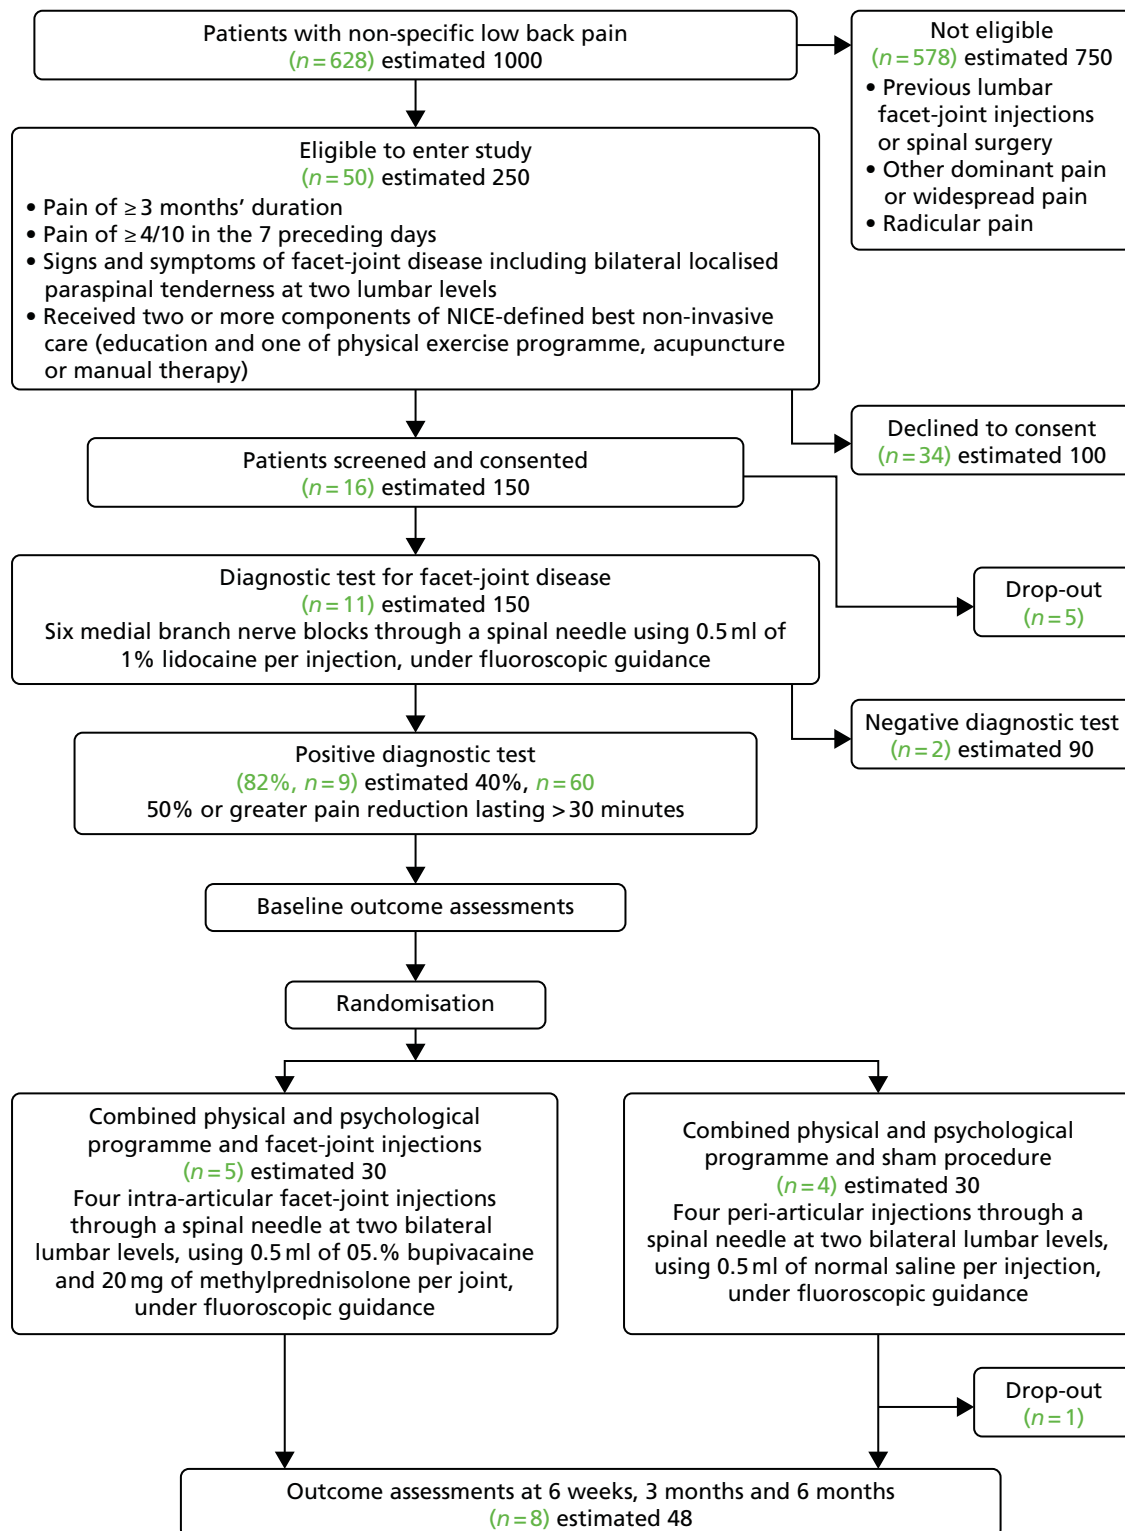 Patients with non-specific low back pain
(n=628) estimated 1000
Not eligible
(n=578) estimated 750
• Previous lumbar
facet-joint injections
or spinal surgery
• Other dominant pain
or widespread pain
• Radicular pain
Eligible to enter study
(n=50) estimated 250
• Pain of ≥3 months’ duration
• Pain of ≥4/10 in the 7 preceding days
• Signs and symptoms of facet-joint disease including bilateral localised
paraspinal tenderness at two lumbar levels
• Received two or more components of NICE-defined best non-invasive
care (education and one of physical exercise programme, acupuncture
or manual therapy)
Declined to consent
(n=34) estimated 100
Patients screened and consented
(n=16) estimated 150
Diagnostic test for facet-joint disease
(n=11) estimated 150
Six medial branch nerve blocks through a spinal needle using 0.5ml of
1% lidocaine per injection, under fluoroscopic guidance
Drop-out
(n=5)
Negative diagnostic test
(n=2) estimated 90
Positive diagnostic test
(82%, n=9) estimated 40%, n=60
50% or greater pain reduction lasting >30 minutes
Baseline outcome assessments
Randomisation
Combined physical and psychological
programme and facet-joint injections
(n=5) estimated 30
Four intra-articular facet-joint injections
through a spinal needle at two bilateral
lumbar levels, using 0.5ml of 05.% bupivacaine
and 20mg of methylprednisolone per joint,
under fluoroscopic guidance
Combined physical and psychological
programme and sham procedure
(n=4) estimated 30
Four peri-articular injections through a
spinal needle at two bilateral lumbar levels,
using 0.5ml of normal saline per injection,
under fluoroscopic guidance
Drop-out
(n=1)
Outcome assessments at 6 weeks, 3 months and 6 months
(n=8) estimated 48